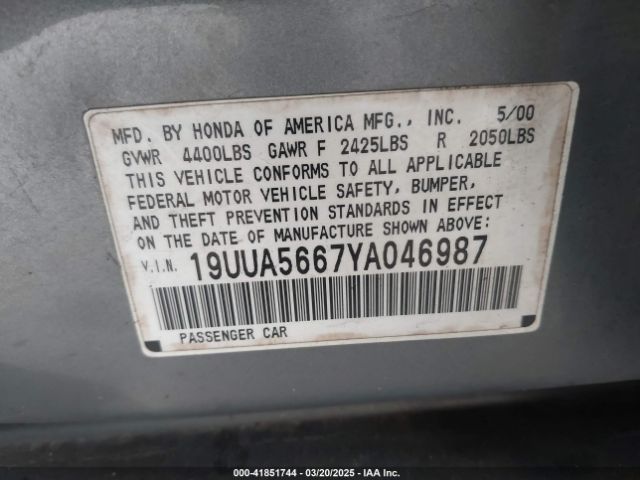 MFD. BY HONDA OF AMERICA MFG., INC. 5/00
GVWR 4400LBS GAWR F 2425LBS R 2050LBS
THIS VEHICLE CONFORMS TO ALL APPLICABLE
FEDERAL MOTOR VEHICLE SAFETY, BUMPER,
AND THEFT PREVENTION STANDARDS IN EFFECT
ON THE DATE OF MANUFACTURE SHOWN ABOVE:
V.I.N. 19UUA5667YA046987
PASSENGER CAR
000-41851744 - 03/20/2025 - IAA Inc.